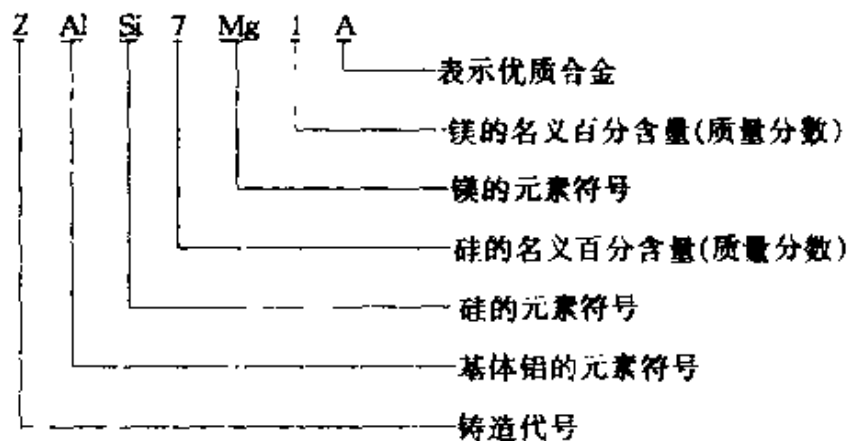 Z Al Si 7 Mg 1 A
表示优质合金
镁的名义百分含量(质量分数)
镁的元素符号
硅的名义百分含量(质量分数)
硅的元素符号
基体铝的元素符号
铸造代号